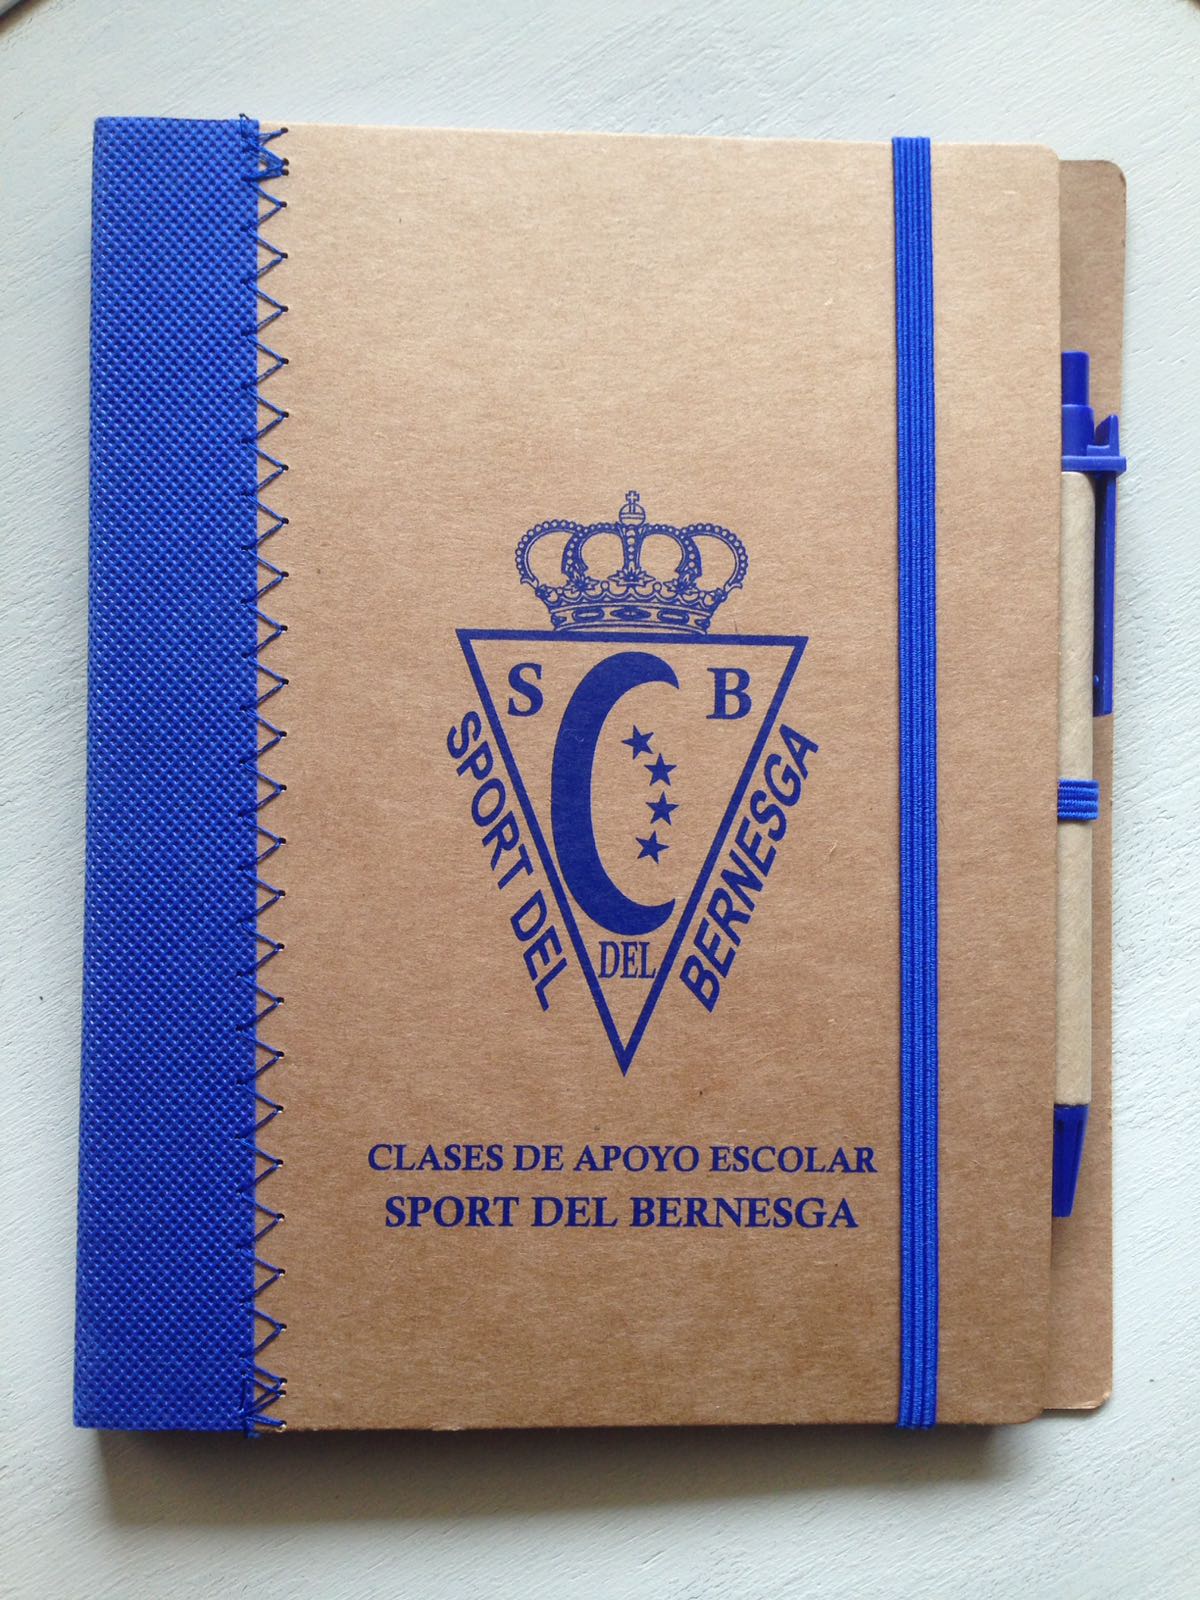 S B
SPORT DEL
BERNESGA
DEL
CLASES DE APOYO ESCOLAR
SPORT DEL BERNESGA